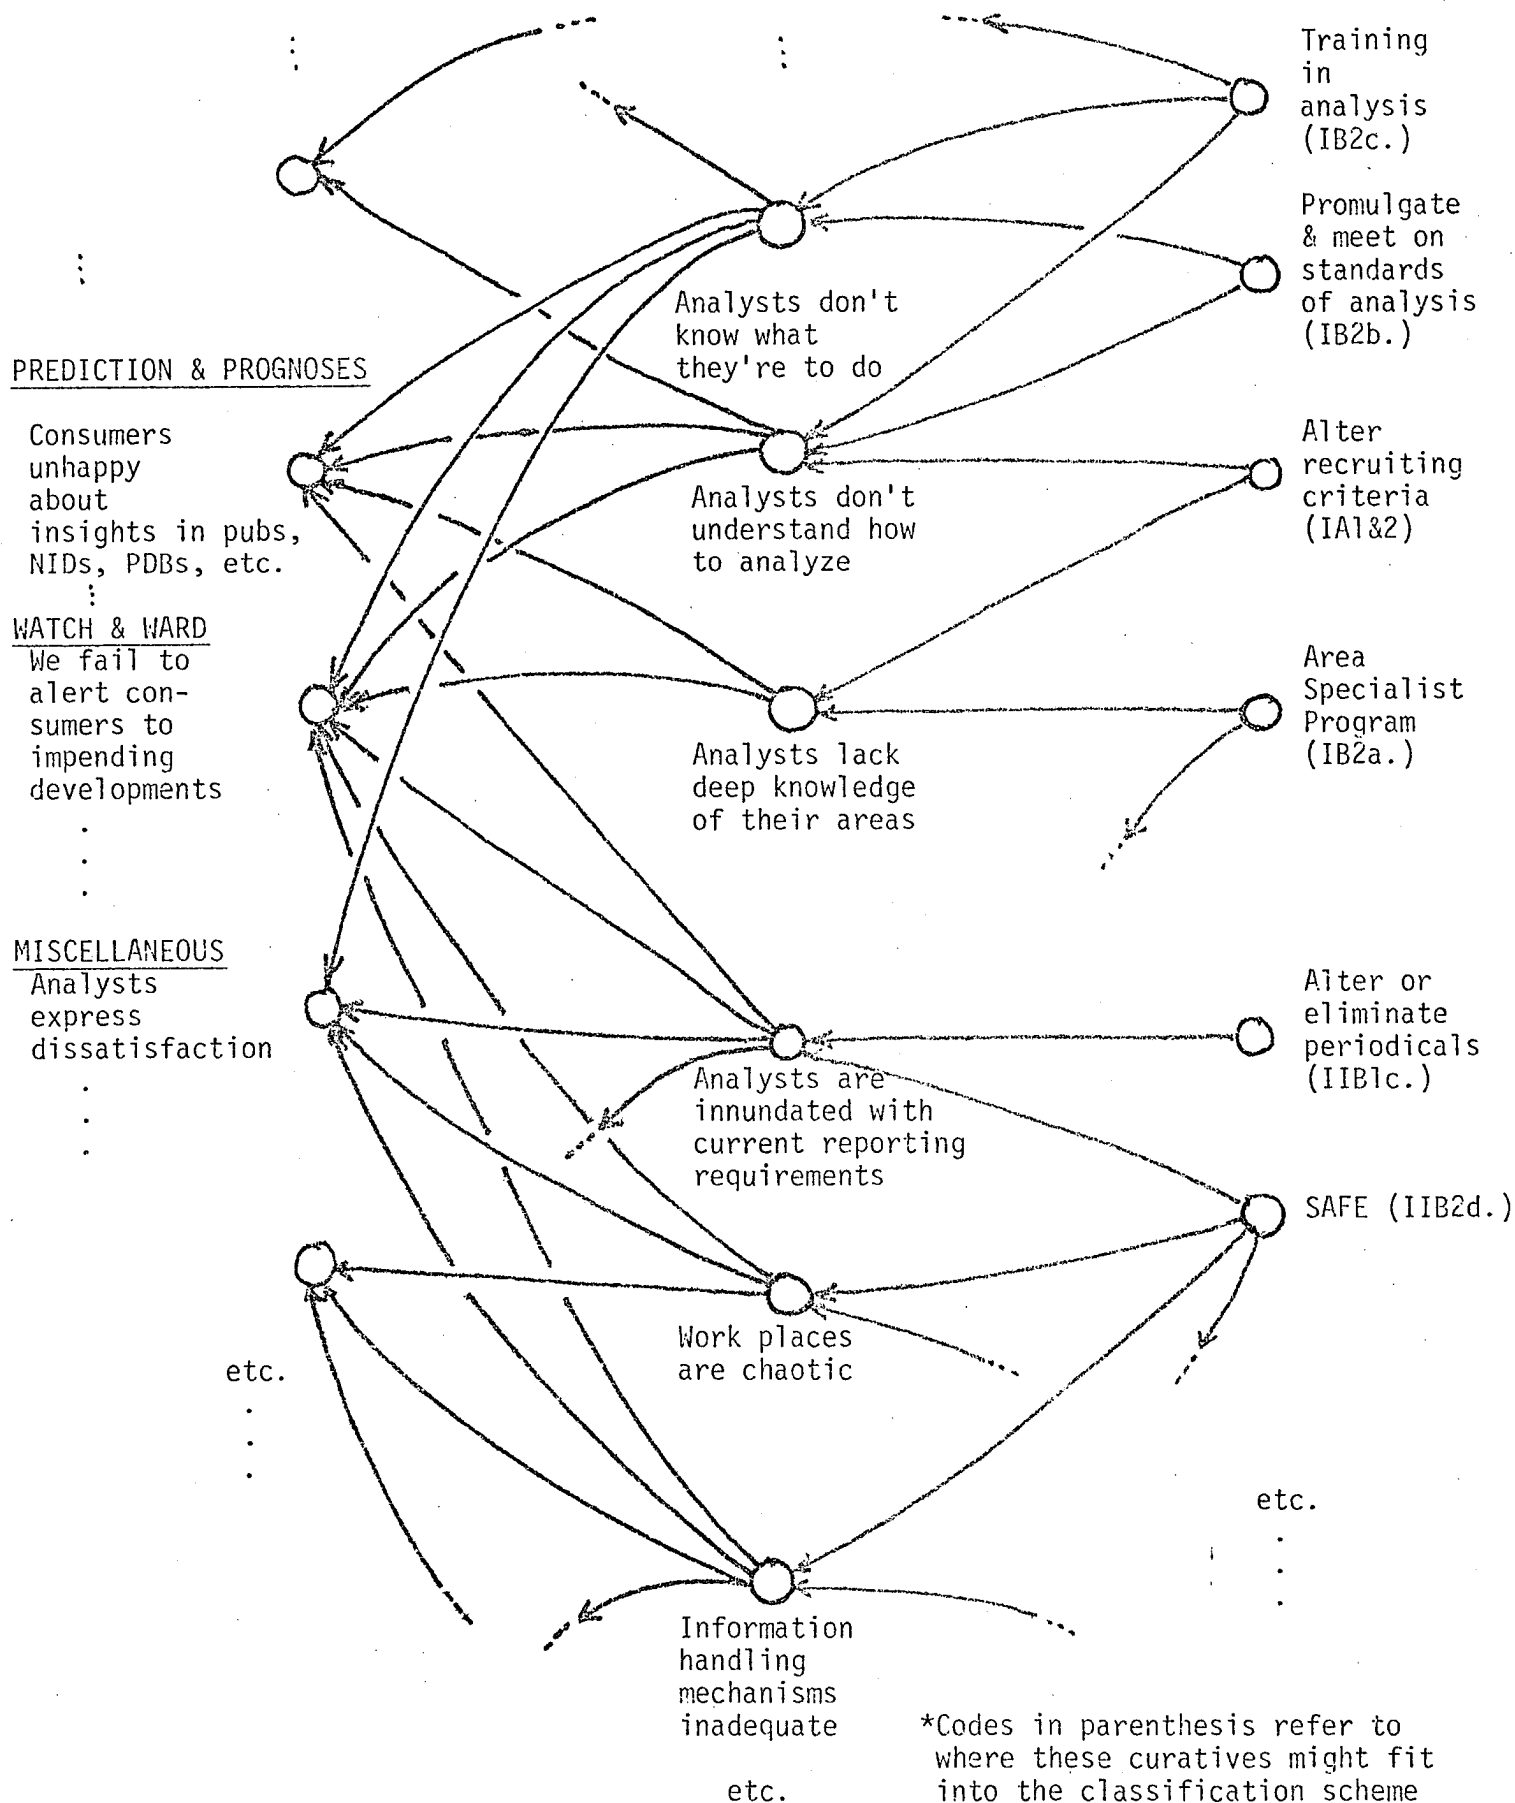 Training
in
analysis
(IB2c.)
Promulgate
& meet on
standards
of analysis
(IB2b.)
Analysts don't
know what
they're to do
PREDICTION & PROGNOSES
Consumers
unhappy
about
insights in pubs,
NIDs, PDBs, etc.
Alter
recruiting
criteria
(IA1&2)
Analysts don't
understand how
to analyze
WATCH & WARD
We fail to
alert con-
sumers to
impending
developments
Area
Specialist
Program
(IB2a.)
Analysts lack
deep knowledge
of their areas
MISCELLANEOUS
Analysts
express
dissatisfaction
Alter or
eliminate
periodicals
(IIB1c.)
Analysts are
innundated with
current reporting
requirements
SAFE (IIB2d.)
Work places
are chaotic
etc.
etc.
Information
handling
mechanisms
inadequate
etc.
*Codes in parenthesis refer to
where these curatives might fit
into the classification scheme